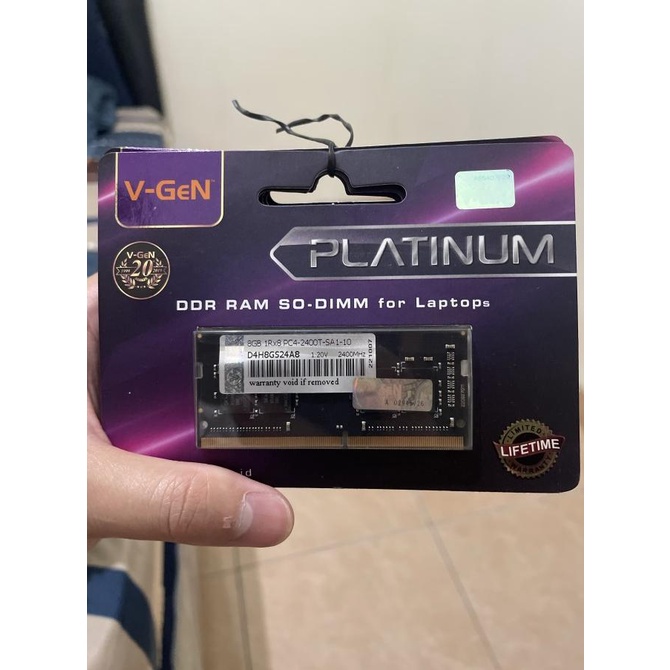 V-GeN
V-GeN
20
PLATINUM
DDR RAM SO-DIMM for Laptops
8GB 1Rx8 PC4-2400T-SA1-10
D4H8GS24A8 1.20V 2400MHz
221007
warranty void if removed
LIMITED
LIFETIME
WARRANTY
id